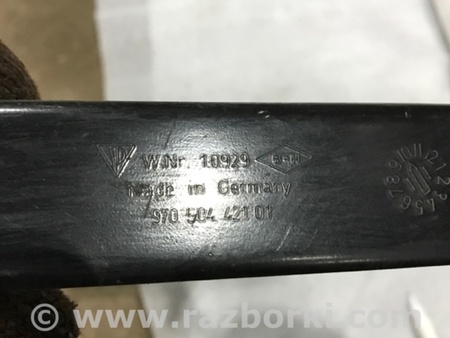 W.Nr. 10929
Made in Germany
970 504 421 01
© www.razborki.com